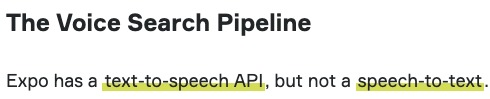 The Voice Search Pipeline
Expo has a text-to-speech API, but not a speech-to-text.